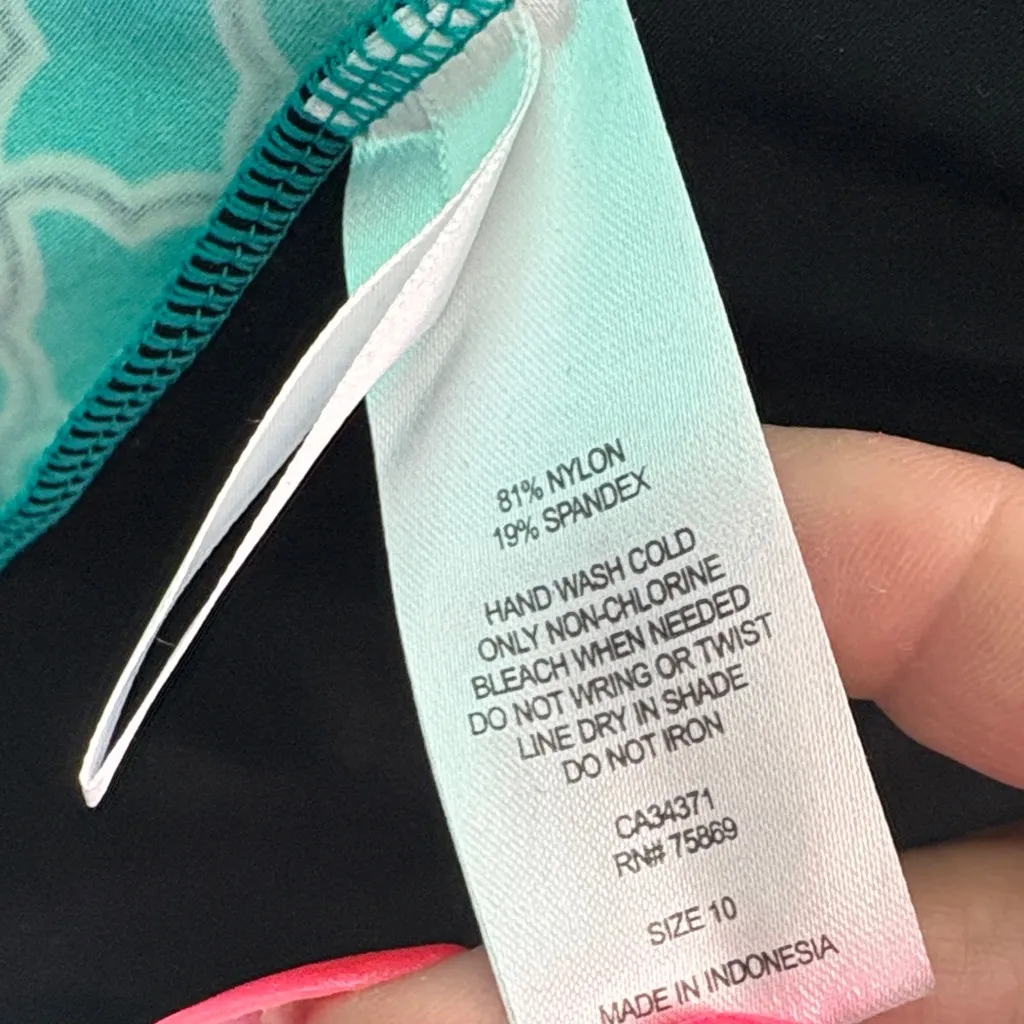 81% NYLON
19% SPANDEX
HAND WASH COLD
ONLY NON-CHLORINE
BLEACH WHEN NEEDED
DO NOT WRING OR TWIST
LINE DRY IN SHADE
DO NOT IRON
CA34371
RN# 75869
SIZE 10
MADE IN INDONESIA